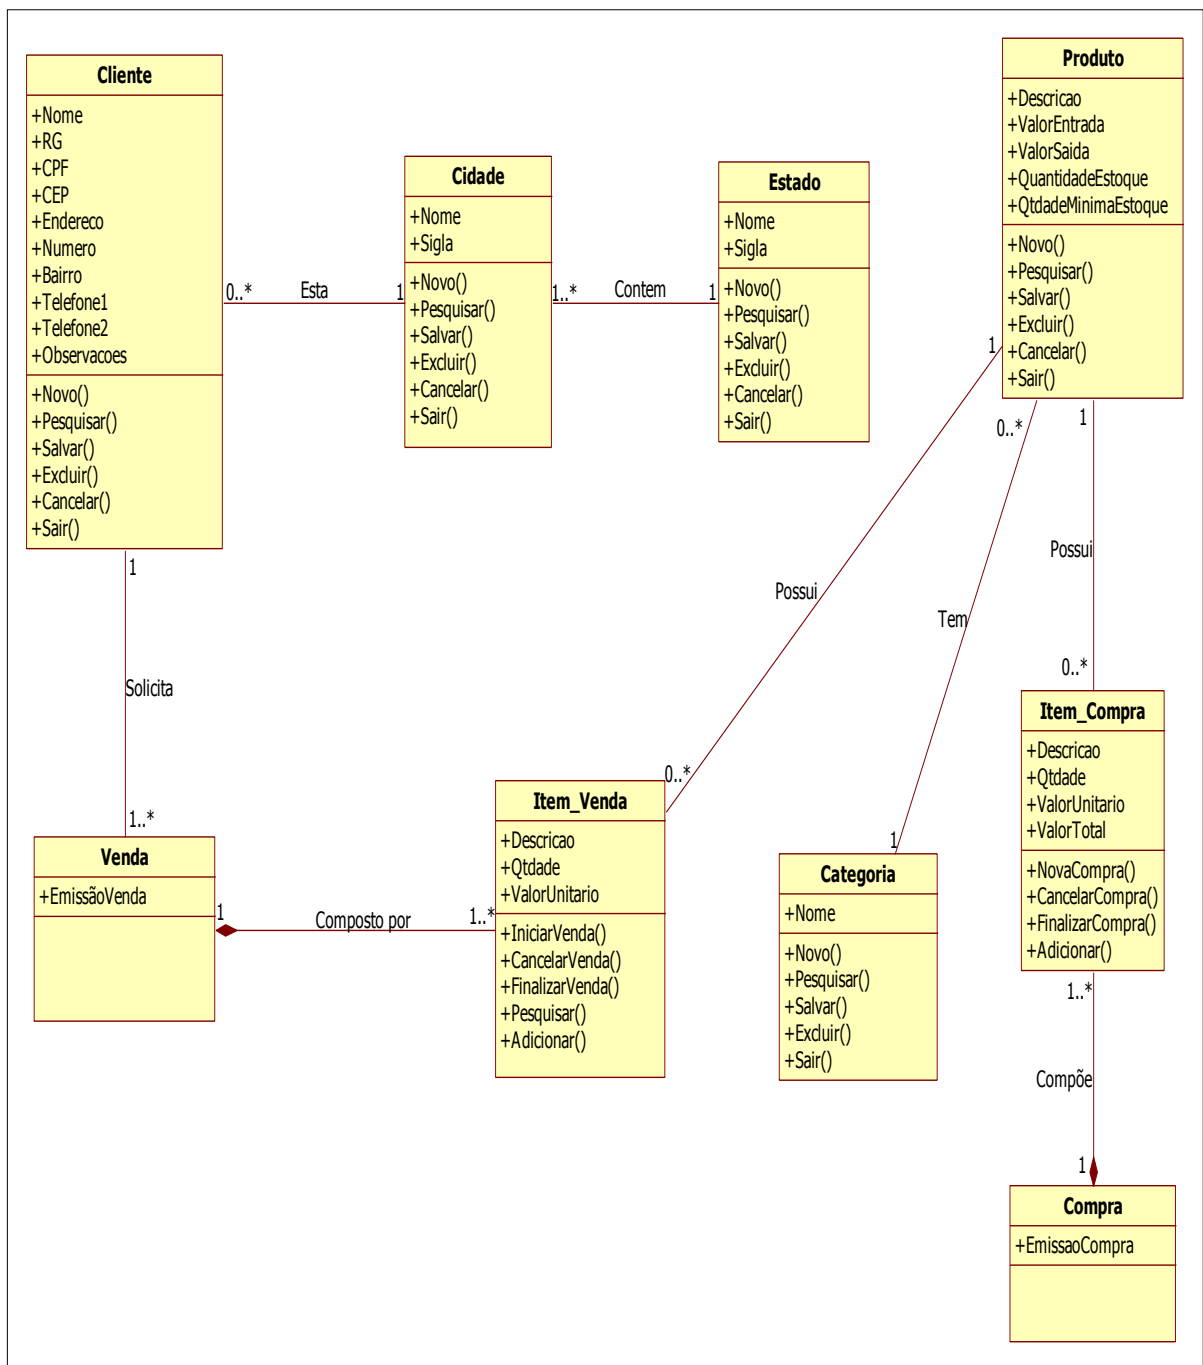 Cliente
+Nome
+RG
+CPF
+CEP
+Endereco
+Numero
+Bairro
+Telefone1
+Telefone2
+Observacoes
+Novo()
+Pesquisar()
+Salvar()
+Excluir()
+Cancelar()
+Sair()
0..*
Esta
1
Cidade
+Nome
+Sigla
+Novo()
+Pesquisar()
+Salvar()
+Excluir()
+Cancelar()
+Sair()
1..*
Contem
1
Estado
+Nome
+Sigla
+Novo()
+Pesquisar()
+Salvar()
+Excluir()
+Cancelar()
+Sair()
Produto
+Descricao
+ValorEntrada
+ValorSaida
+QuantidadeEstoque
+QtdadeMinimaEstoque
+Novo()
+Pesquisar()
+Salvar()
+Excluir()
+Cancelar()
+Sair()
1
Possui
0..*
0..*
Tem
1
1
Possui
0..*
1
Solicita
1..*
Venda
+EmissãoVenda
1
Composto por
1..*
Item_Venda
+Descricao
+Qtdade
+ValorUnitario
+IniciarVenda()
+CancelarVenda()
+FinalizarVenda()
+Pesquisar()
+Adicionar()
Categoria
+Nome
+Novo()
+Pesquisar()
+Salvar()
+Excluir()
+Sair()
Item_Compra
+Descricao
+Qtdade
+ValorUnitario
+ValorTotal
+NovaCompra()
+CancelarCompra()
+FinalizarCompra()
+Adicionar()
1..*
Compõe
1
Compra
+EmissaoCompra